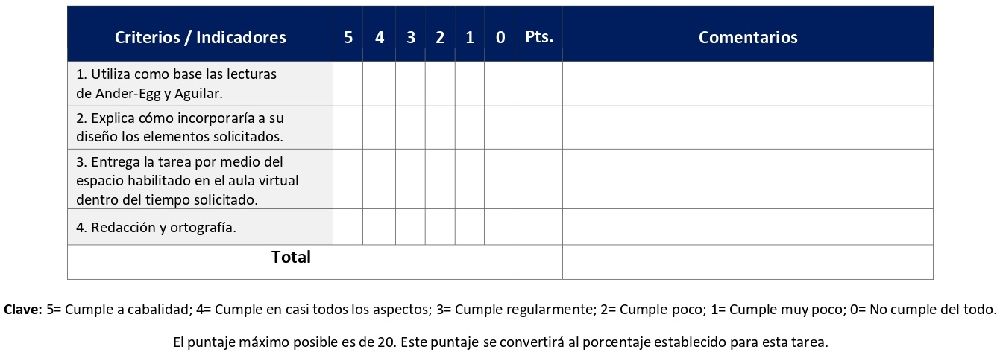 Criterios / Indicadores 5 4 3 2 1 0 Pts. Comentarios
1. Utiliza como base las lecturas
de Ander-Egg y Aguilar.
2. Explica cómo incorporaría a su
diseño los elementos solicitados.
3. Entrega la tarea por medio del
espacio habilitado en el aula virtual
dentro del tiempo solicitado.
4. Redacción y ortografía.
Total
Clave: 5= Cumple a cabalidad; 4= Cumple en casi todos los aspectos; 3= Cumple regularmente; 2= Cumple poco; 1= Cumple muy poco; 0= No cumple del todo.
El puntaje máximo posible es de 20. Este puntaje se convertirá al porcentaje establecido para esta tarea.